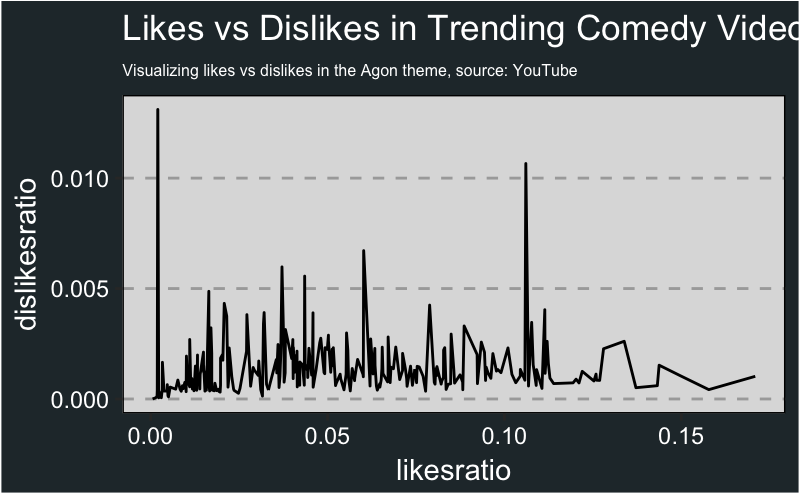 Likes vs Dislikes in Trending Comedy Videc
Visualizing likes vs dislikes in the Agon theme, source: YouTube
dislikesratio
0.010
0.005
0.000
0.00 0.05 0.10 0.15
likesratio